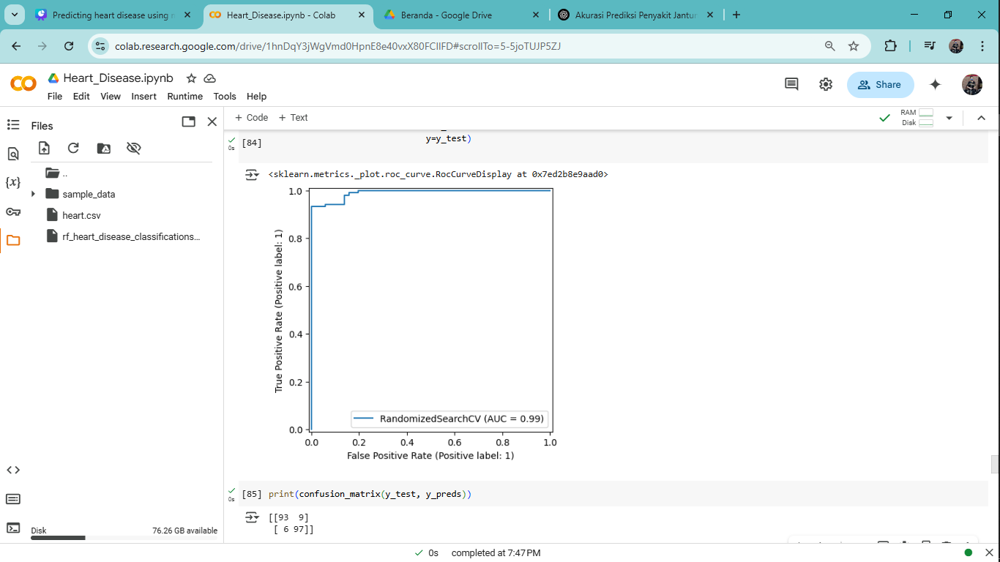 Predicting heart disease using
Heart_Disease.ipynb - Colab
Beranda - Google Drive
Akurasi Prediksi Penyakit Jantun
colab.research.google.com/drive/1hnDqY3jWgVmd0HpnE8e40vxX80FCIIFD#scrollTo=5-5joTUJP5ZJ
Heart_Disease.ipynb
File Edit View Insert Runtime Tools Help
Share
Files
+ Code + Text
RAM
Disk
..
sample_data
heart.csv
rf_heart_disease_classifications...
Disk
76.26 GB available
0s
[84]
y=y_test)
<sklearn.metrics._plot.roc_curve.RocCurveDisplay at 0x7ed2b8e9aad0>
1.0
0.8
0.6
0.4
0.2
0.0
True Positive Rate (Positive label: 1)
RandomizedSearchCV (AUC = 0.99)
0.0 0.2 0.4 0.6 0.8 1.0
False Positive Rate (Positive label: 1)
0s
[85] print(confusion_matrix(y_test, y_preds))
[[93 9]
[ 6 97]]
0s completed at 7:47 PM